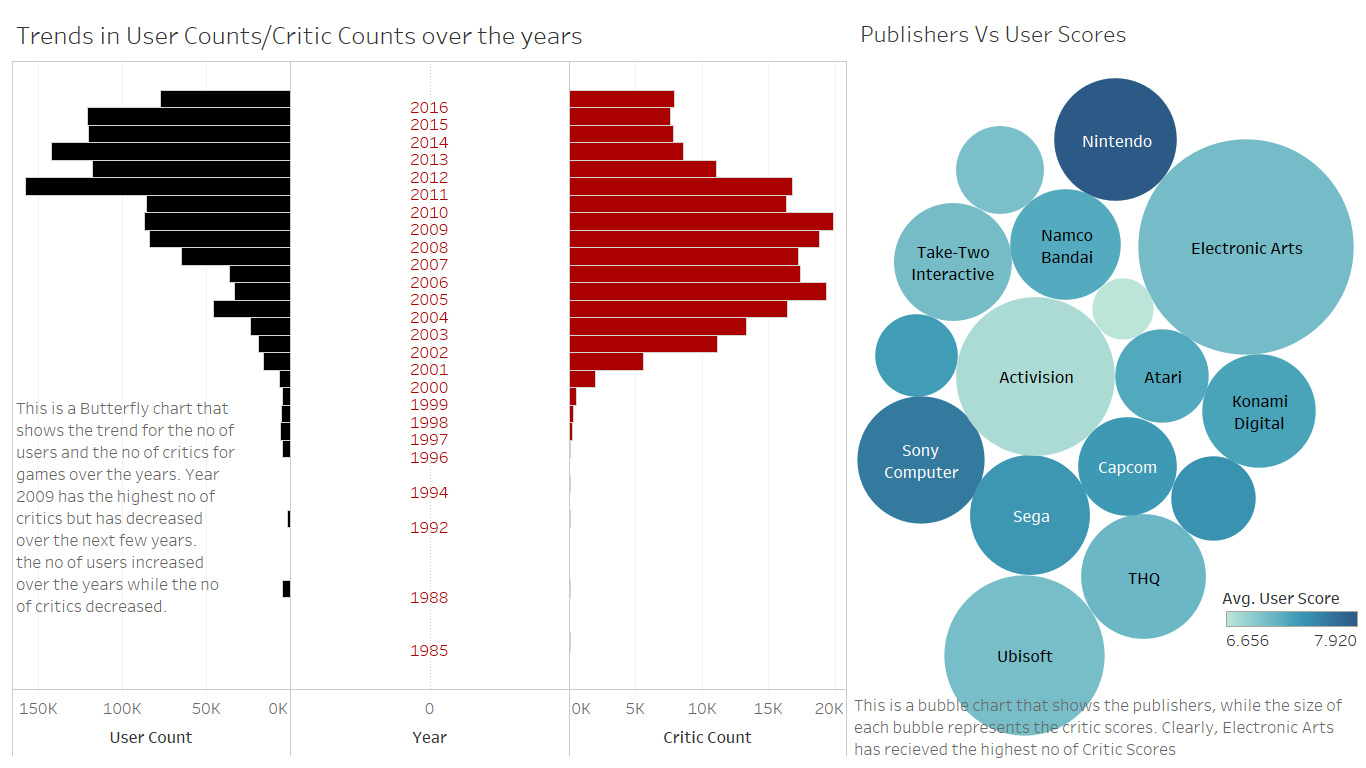 Trends in User Counts/Critic Counts over the years
2016
2015
2014
2013
2012
2011
2010
2009
2008
2007
2006
2005
2004
2003
2002
2001
2000
1999
1998
1997
1996
1994
1992
1988
1985
This is a Butterfly chart that
shows the trend for the no of
users and the no of critics for
games over the years. Year
2009 has the highest no of
critics but has decreased
over the next few years.
the no of users increased
over the years while the no
of critics decreased.
150K 100K 50K 0K
User Count
0
Year
0K 5K 10K 15K 20K
Critic Count
Publishers Vs User Scores
Nintendo
Electronic Arts
Namco
Bandai
Take-Two
Interactive
Activision
Atari
Konami
Digital
Sony
Computer
Capcom
Sega
THQ
Ubisoft
Avg. User Score
6.656 7.920
This is a bubble chart that shows the publishers, while the size of
each bubble represents the critic scores. Clearly, Electronic Arts
has recieved the highest no of Critic Scores